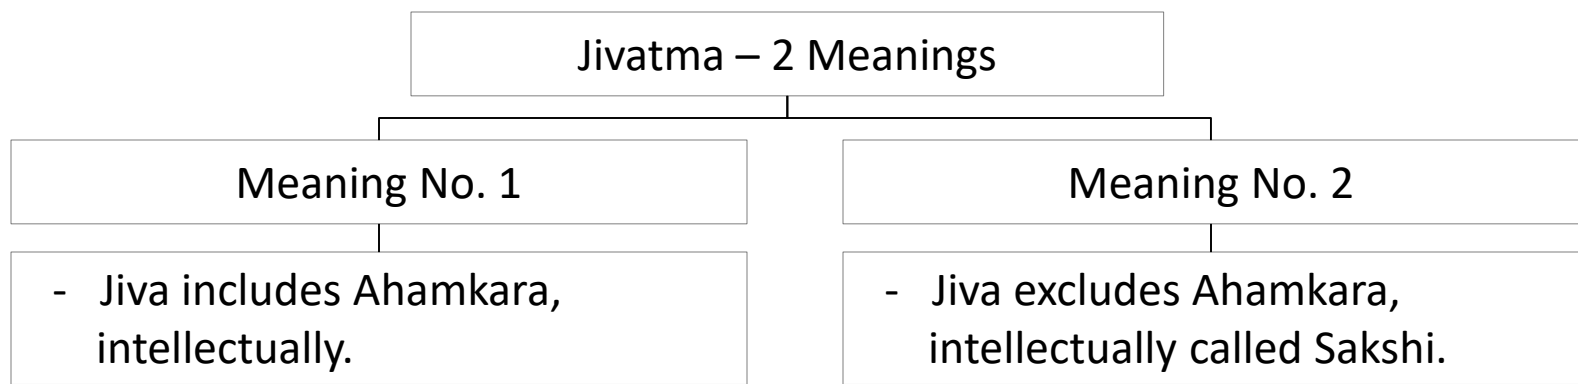 Jivatma – 2 Meanings
Meaning No. 1
Meaning No. 2
- Jiva includes Ahamkara,
intellectually.
- Jiva excludes Ahamkara,
intellectually called Sakshi.